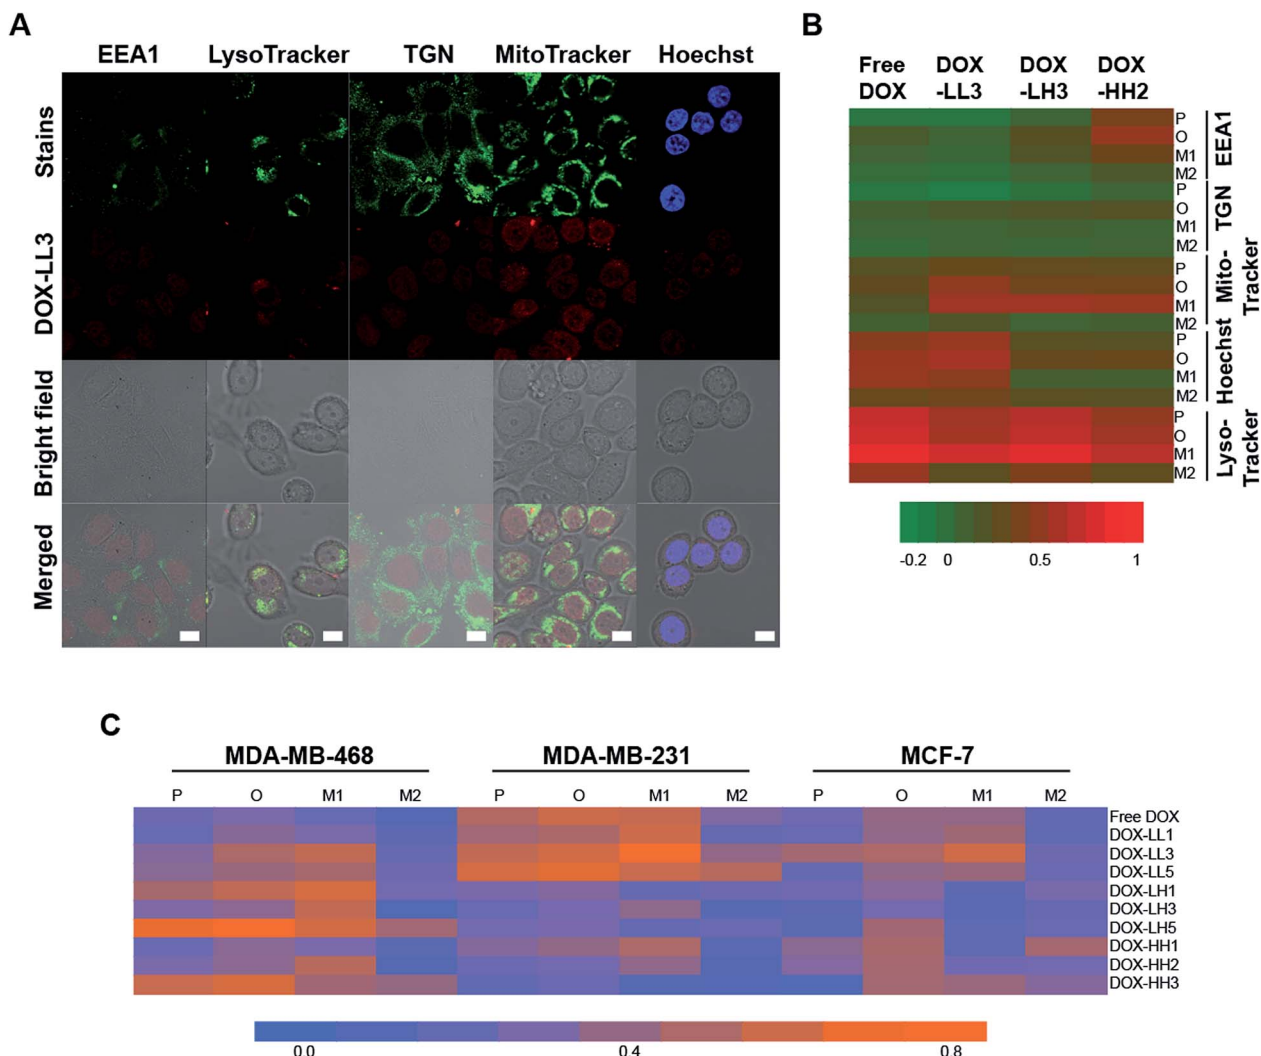 A
EEA1 LysoTracker TGN MitoTracker Hoechst
Stains
DOX-LL3
Bright field
Merged
B
Free DOX DOX DOX
DOX -LL3 -LH3 -HH2
P
O
M1
M2
EEA1
P
O
M1
M2
TGN
P
O
M1
M2
Mito-
Tracker
P
O
M1
M2
Hoechst
P
O
M1
M2
Lyso-
Tracker
-0.2 0 0.5 1
C
MDA-MB-468 MDA-MB-231 MCF-7
P O M1 M2 P O M1 M2 P O M1 M2
Free DOX
DOX-LL1
DOX-LL3
DOX-LL5
DOX-LH1
DOX-LH3
DOX-LH5
DOX-HH1
DOX-HH2
DOX-HH3
0.0 0.4 0.8